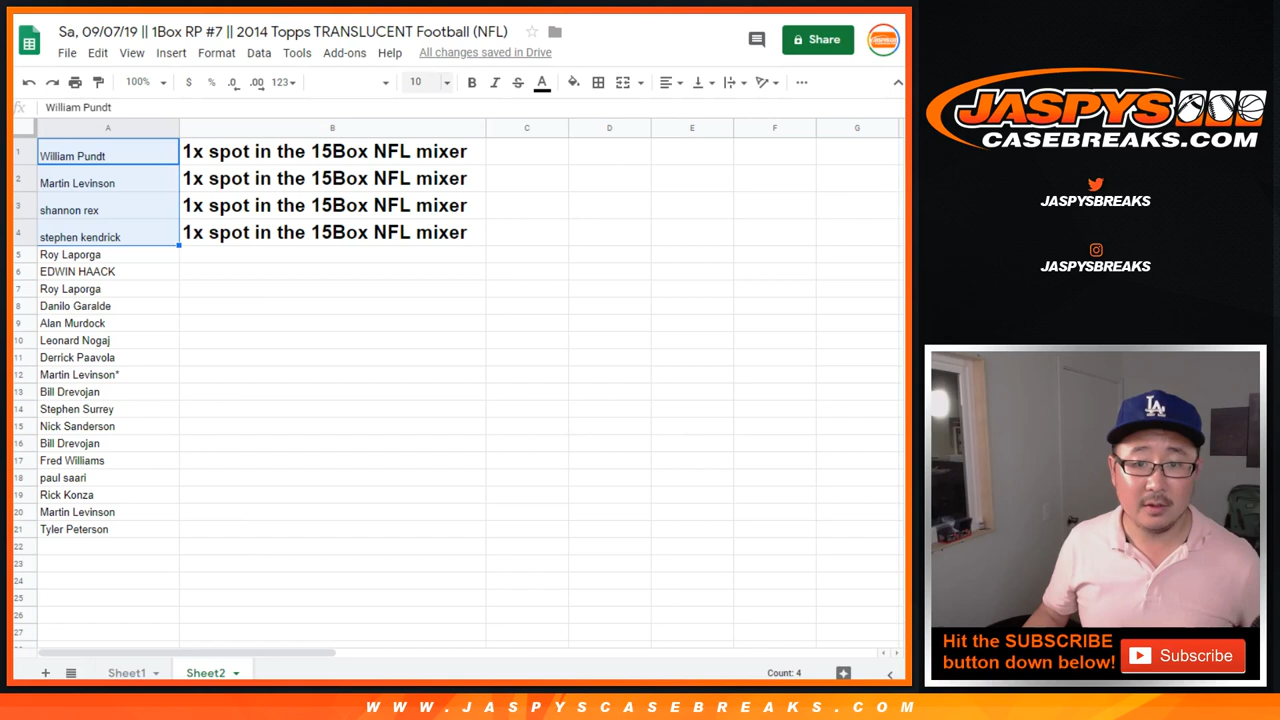 Sa, 09/07/19 || 1Box RP #7 || 2014 Topps TRANSLUCENT Football (NFL)
File Edit View Insert Format Data Tools Add-ons Help All changes saved in Drive
Share
100% $ % .0 .00 123 10 B I S A
fx William Pundt
A B C D E F G
1 William Pundt 1x spot in the 15Box NFL mixer
2 Martin Levinson 1x spot in the 15Box NFL mixer
3 shannon rex 1x spot in the 15Box NFL mixer
4 stephen kendrick 1x spot in the 15Box NFL mixer
5 Roy Laporga
6 EDWIN HAACK
7 Roy Laporga
8 Danilo Garalde
9 Alan Murdock
10 Leonard Nogaj
11 Derrick Paavola
12 Martin Levinson*
13 Bill Drevojan
14 Stephen Surrey
15 Nick Sanderson
16 Bill Drevojan
17 Fred Williams
18 paul saari
19 Rick Konza
20 Martin Levinson
21 Tyler Peterson
22
23
24
25
26
27
Sheet1 Sheet2 Count: 4
JASPYS
CASEBREAKS.COM
JASPYSBREAKS
JASPYSBREAKS
LA
Hit the SUBSCRIBE
button down below!
Subscribe
WWW.JASPYSCASEBREAKS.COM